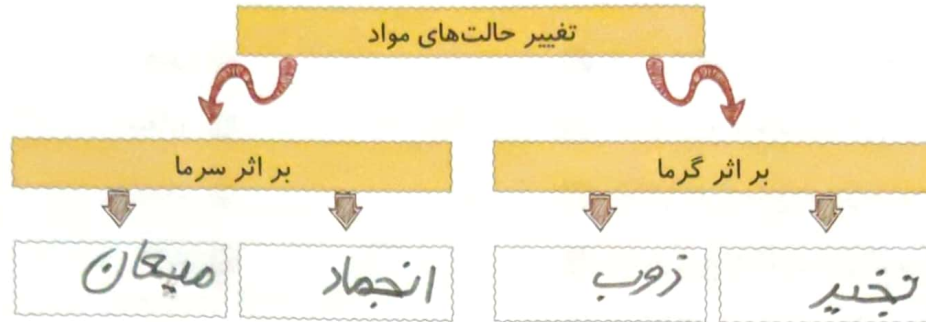 تغییر حالت‌های مواد
بر اثر گرما
بر اثر سرما
تبخیر
ذوب
انجماد
میعان